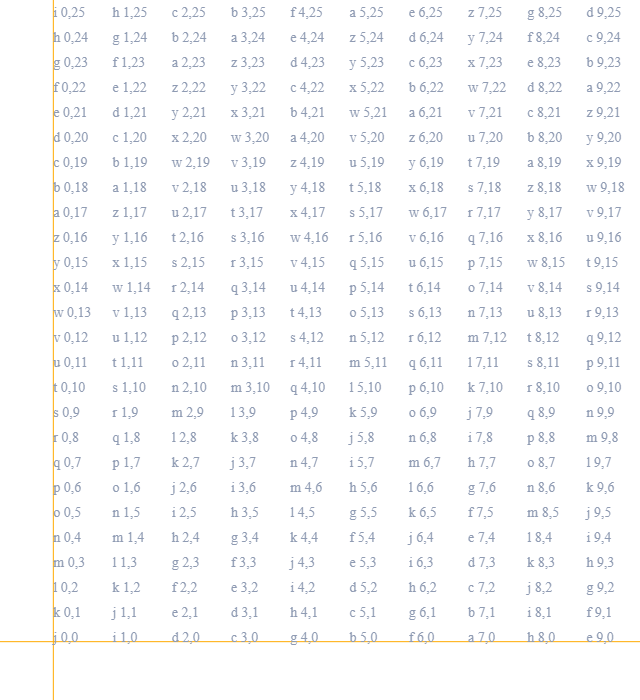 i 0,25 h 1,25 c 2,25 b 3,25 f 4,25 a 5,25 e 6,25 z 7,25 g 8,25 d 9,25
h 0,24 g 1,24 b 2,24 a 3,24 e 4,24 z 5,24 d 6,24 y 7,24 f 8,24 c 9,24
g 0,23 f 1,23 a 2,23 z 3,23 d 4,23 y 5,23 c 6,23 x 7,23 e 8,23 b 9,23
f 0,22 e 1,22 z 2,22 y 3,22 c 4,22 x 5,22 b 6,22 w 7,22 d 8,22 a 9,22
e 0,21 d 1,21 y 2,21 x 3,21 b 4,21 w 5,21 a 6,21 v 7,21 c 8,21 z 9,21
d 0,20 c 1,20 x 2,20 w 3,20 a 4,20 v 5,20 z 6,20 u 7,20 b 8,20 y 9,20
c 0,19 b 1,19 w 2,19 v 3,19 z 4,19 u 5,19 y 6,19 t 7,19 a 8,19 x 9,19
b 0,18 a 1,18 v 2,18 u 3,18 y 4,18 t 5,18 x 6,18 s 7,18 z 8,18 w 9,18
a 0,17 z 1,17 u 2,17 t 3,17 x 4,17 s 5,17 w 6,17 r 7,17 y 8,17 v 9,17
z 0,16 y 1,16 t 2,16 s 3,16 w 4,16 r 5,16 v 6,16 q 7,16 x 8,16 u 9,16
y 0,15 x 1,15 s 2,15 r 3,15 v 4,15 q 5,15 u 6,15 p 7,15 w 8,15 t 9,15
x 0,14 w 1,14 r 2,14 q 3,14 u 4,14 p 5,14 t 6,14 o 7,14 v 8,14 s 9,14
w 0,13 v 1,13 q 2,13 p 3,13 t 4,13 o 5,13 s 6,13 n 7,13 u 8,13 r 9,13
v 0,12 u 1,12 p 2,12 o 3,12 s 4,12 n 5,12 r 6,12 m 7,12 t 8,12 q 9,12
u 0,11 t 1,11 o 2,11 n 3,11 r 4,11 m 5,11 q 6,11 l 7,11 s 8,11 p 9,11
t 0,10 s 1,10 n 2,10 m 3,10 q 4,10 l 5,10 p 6,10 k 7,10 r 8,10 o 9,10
s 0,9 r 1,9 m 2,9 l 3,9 p 4,9 k 5,9 o 6,9 j 7,9 q 8,9 n 9,9
r 0,8 q 1,8 l 2,8 k 3,8 o 4,8 j 5,8 n 6,8 i 7,8 p 8,8 m 9,8
q 0,7 p 1,7 k 2,7 j 3,7 n 4,7 i 5,7 m 6,7 h 7,7 o 8,7 l 9,7
p 0,6 o 1,6 j 2,6 i 3,6 m 4,6 h 5,6 l 6,6 g 7,6 n 8,6 k 9,6
o 0,5 n 1,5 i 2,5 h 3,5 l 4,5 g 5,5 k 6,5 f 7,5 m 8,5 j 9,5
n 0,4 m 1,4 h 2,4 g 3,4 k 4,4 f 5,4 j 6,4 e 7,4 l 8,4 i 9,4
m 0,3 l 1,3 g 2,3 f 3,3 j 4,3 e 5,3 i 6,3 d 7,3 k 8,3 h 9,3
l 0,2 k 1,2 f 2,2 e 3,2 i 4,2 d 5,2 h 6,2 c 7,2 j 8,2 g 9,2
k 0,1 j 1,1 e 2,1 d 3,1 h 4,1 c 5,1 g 6,1 b 7,1 i 8,1 f 9,1
j 0,0 i 1,0 d 2,0 c 3,0 g 4,0 b 5,0 f 6,0 a 7,0 h 8,0 e 9,0